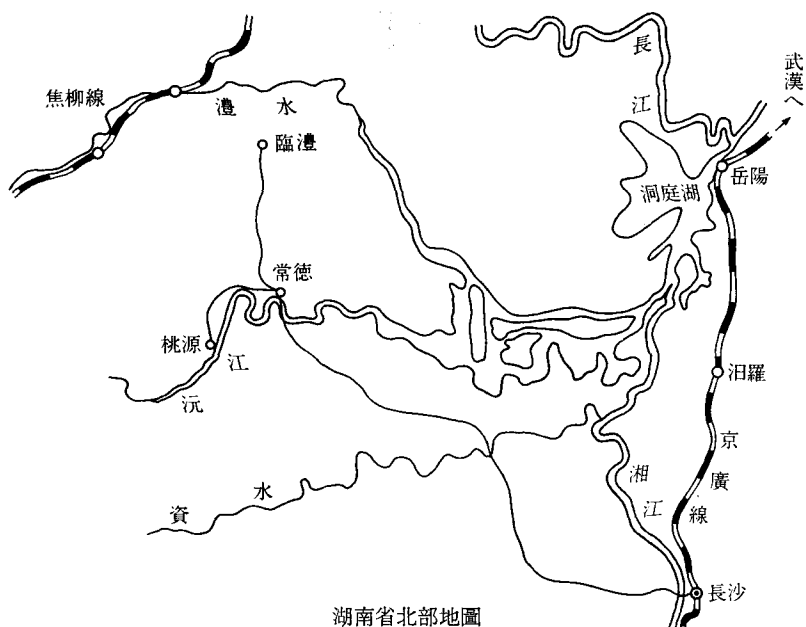 長江
武漢へ
焦柳線
澧水
臨澧
岳陽
洞庭湖
常徳
桃源
沅江
汨羅
京廣線
湘江
資水
長沙
湖南省北部地圖